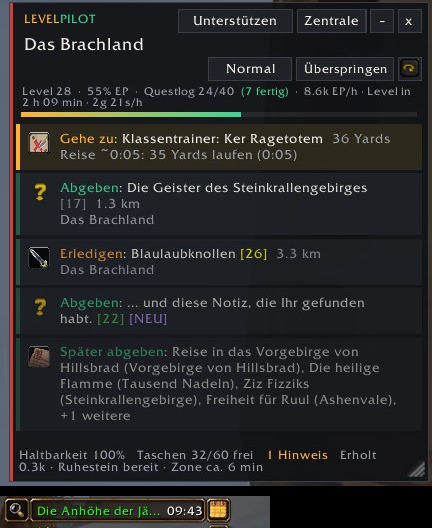 LEVELPILOT
Unterstützen
Zentrale
-
x
Das Brachland
Normal
Überspringen
Level 28 · 55% EP · Questlog 24/40 (7 fertig) · 8.6k EP/h · Level in
2 h 09 min · 2g 21s/h
Gehe zu: Klassentrainer: Ker Ragetotem 36 Yards
Reise ~0:05: 35 Yards laufen (0:05)
Abgeben: Die Geister des Steinkrallengebirges
[17] 1.3 km
Das Brachland
Erledigen: Blaulaubknollen [26] 3.3 km
Das Brachland
Abgeben: ... und diese Notiz, die Ihr gefunden
habt. [22] [NEU]
Später abgeben: Reise in das Vorgebirge von
Hillsbrad (Vorgebirge von Hillsbrad), Die heilige
Flamme (Tausend Nadeln), Ziz Fizziks
(Steinkrallengebirge), Freiheit für Ruul (Ashenvale),
+1 weitere
Haltbarkeit 100% Taschen 32/60 frei 1 Hinweis Erholt
0.3k · Ruhestein bereit · Zone ca. 6 min
Die Anhöhe der Jä... 09:43